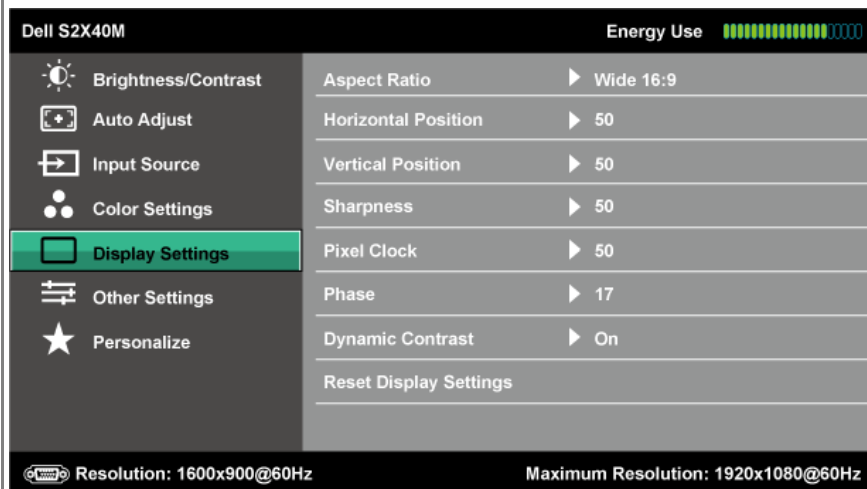 Dell S2X40M Energy Use
Brightness/Contrast
Auto Adjust
Input Source
Color Settings
Display Settings
Other Settings
Personalize
Aspect Ratio Wide 16:9
Horizontal Position 50
Vertical Position 50
Sharpness 50
Pixel Clock 50
Phase 17
Dynamic Contrast On
Reset Display Settings
Resolution: 1600x900@60Hz Maximum Resolution: 1920x1080@60Hz